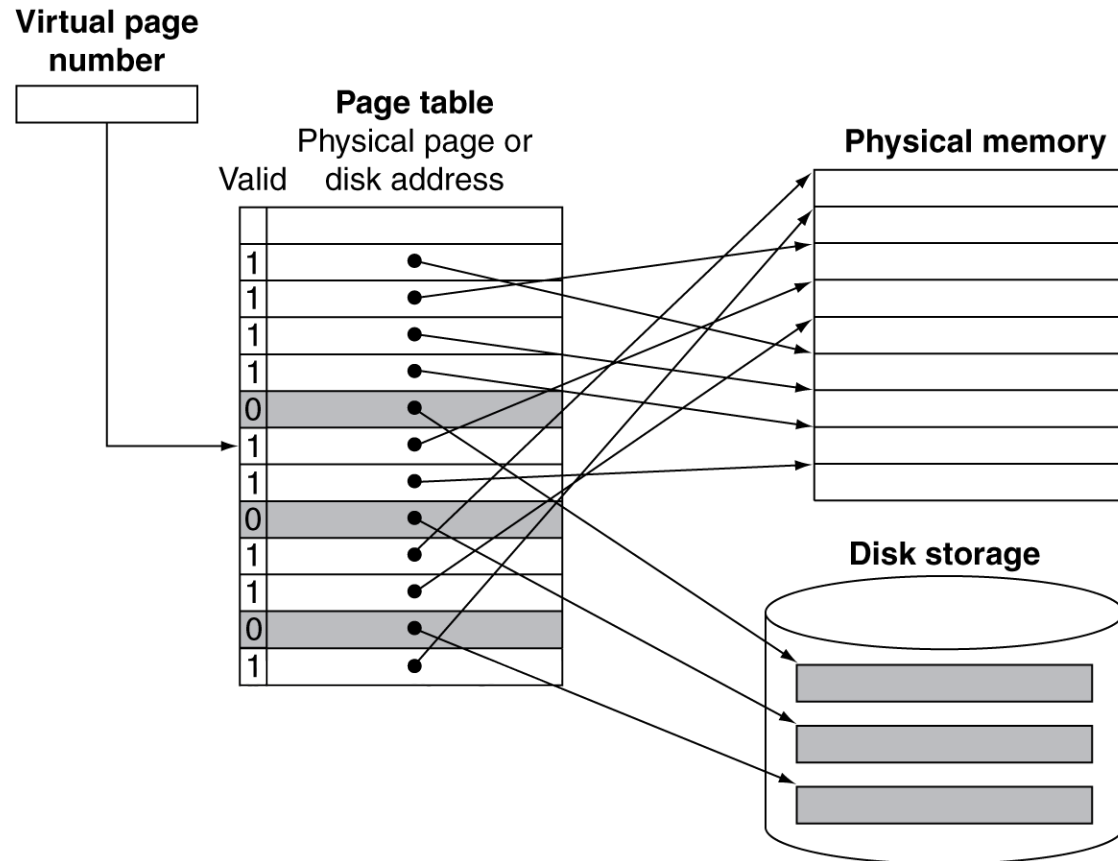 Virtual page
number
Page table
Physical page or
disk address
Valid
Physical memory
1
1
1
1
0
1
1
0
1
1
0
1
Disk storage